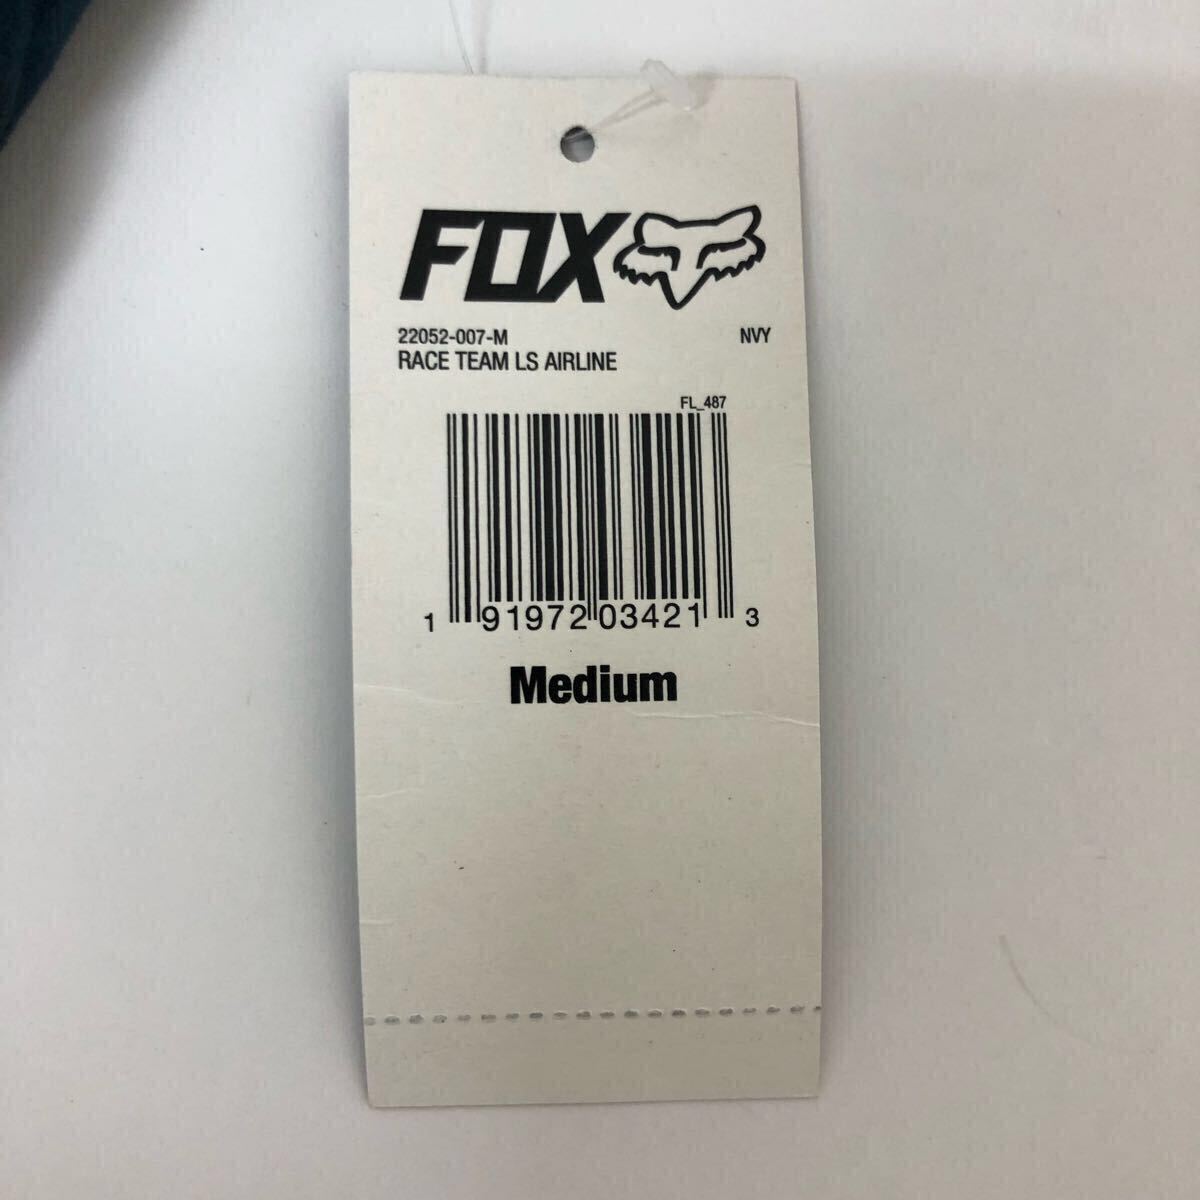 FOX
22052-007-M NVY
RACE TEAM LS AIRLINE
FL_487
1 91972 03421 3
Medium